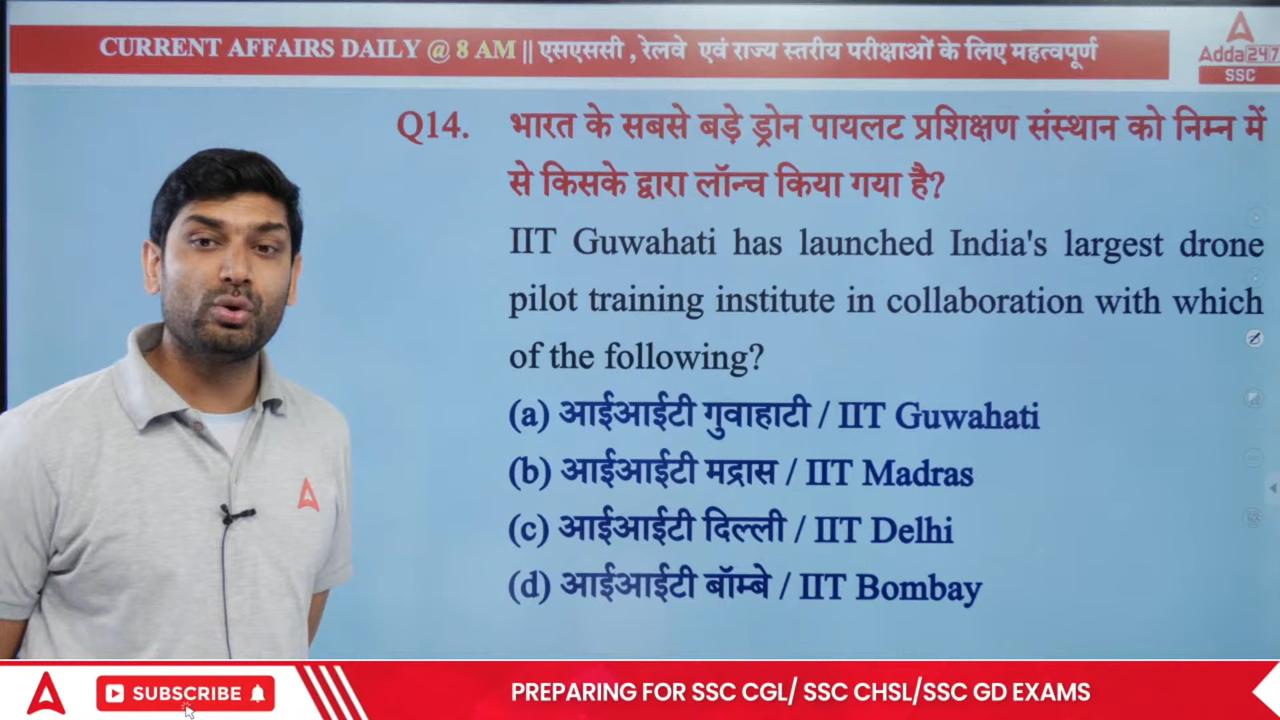 CURRENT AFFAIRS DAILY @ 8 AM || एसएससी , रेलवे एवं राज्य स्तरीय परीक्षाओं के लिए महत्वपूर्ण
Adda247
SSC
Q14. भारत के सबसे बड़े ड्रोन पायलट प्रशिक्षण संस्थान को निम्न में
से किसके द्वारा लॉन्च किया गया है?
IIT Guwahati has launched India's largest drone
pilot training institute in collaboration with which
of the following?
(a) आईआईटी गुवाहाटी / IIT Guwahati
(b) आईआईटी मद्रास / IIT Madras
(c) आईआईटी दिल्ली / IIT Delhi
(d) आईआईटी बॉम्बे / IIT Bombay
SUBSCRIBE
PREPARING FOR SSC CGL/ SSC CHSL/SSC GD EXAMS